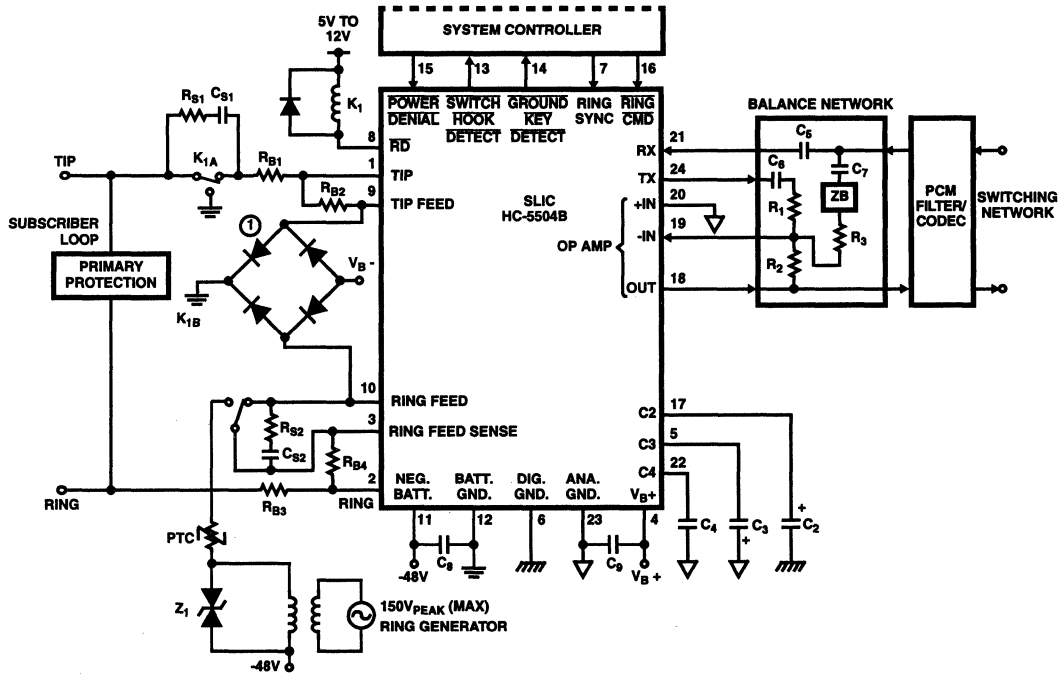 5V TO
12V
SYSTEM CONTROLLER
15
13
14
7
16
K1
POWER
DENIAL
SWITCH
HOOK
DETECT
GROUND
KEY
DETECT
RING
SYNC
RING
CMD
RS1
CS1
K1A
RB1
8
RD
TIP
1
TIP
RB2
9
TIP FEED
SLIC
HC-5504B
RX
21
TX
24
+IN
20
-IN
19
OP AMP
OUT
18
BALANCE NETWORK
C5
C6
C7
ZB
R1
R2
R3
PCM
FILTER/
CODEC
SWITCHING
NETWORK
SUBSCRIBER
LOOP
PRIMARY
PROTECTION
1
VB -
K1B
10
RING FEED
3
RING FEED SENSE
RS2
CS2
RB4
2
RING
RING
RB3
NEG.
BATT.
BATT.
GND.
DIG.
GND.
ANA.
GND.
VB+
C2
17
C3
5
C4
22
11
12
6
23
4
C8
-48V
C9
VB +
C4
C3
+
C2
+
PTC
Z1
150VPEAK (MAX)
RING GENERATOR
-48V